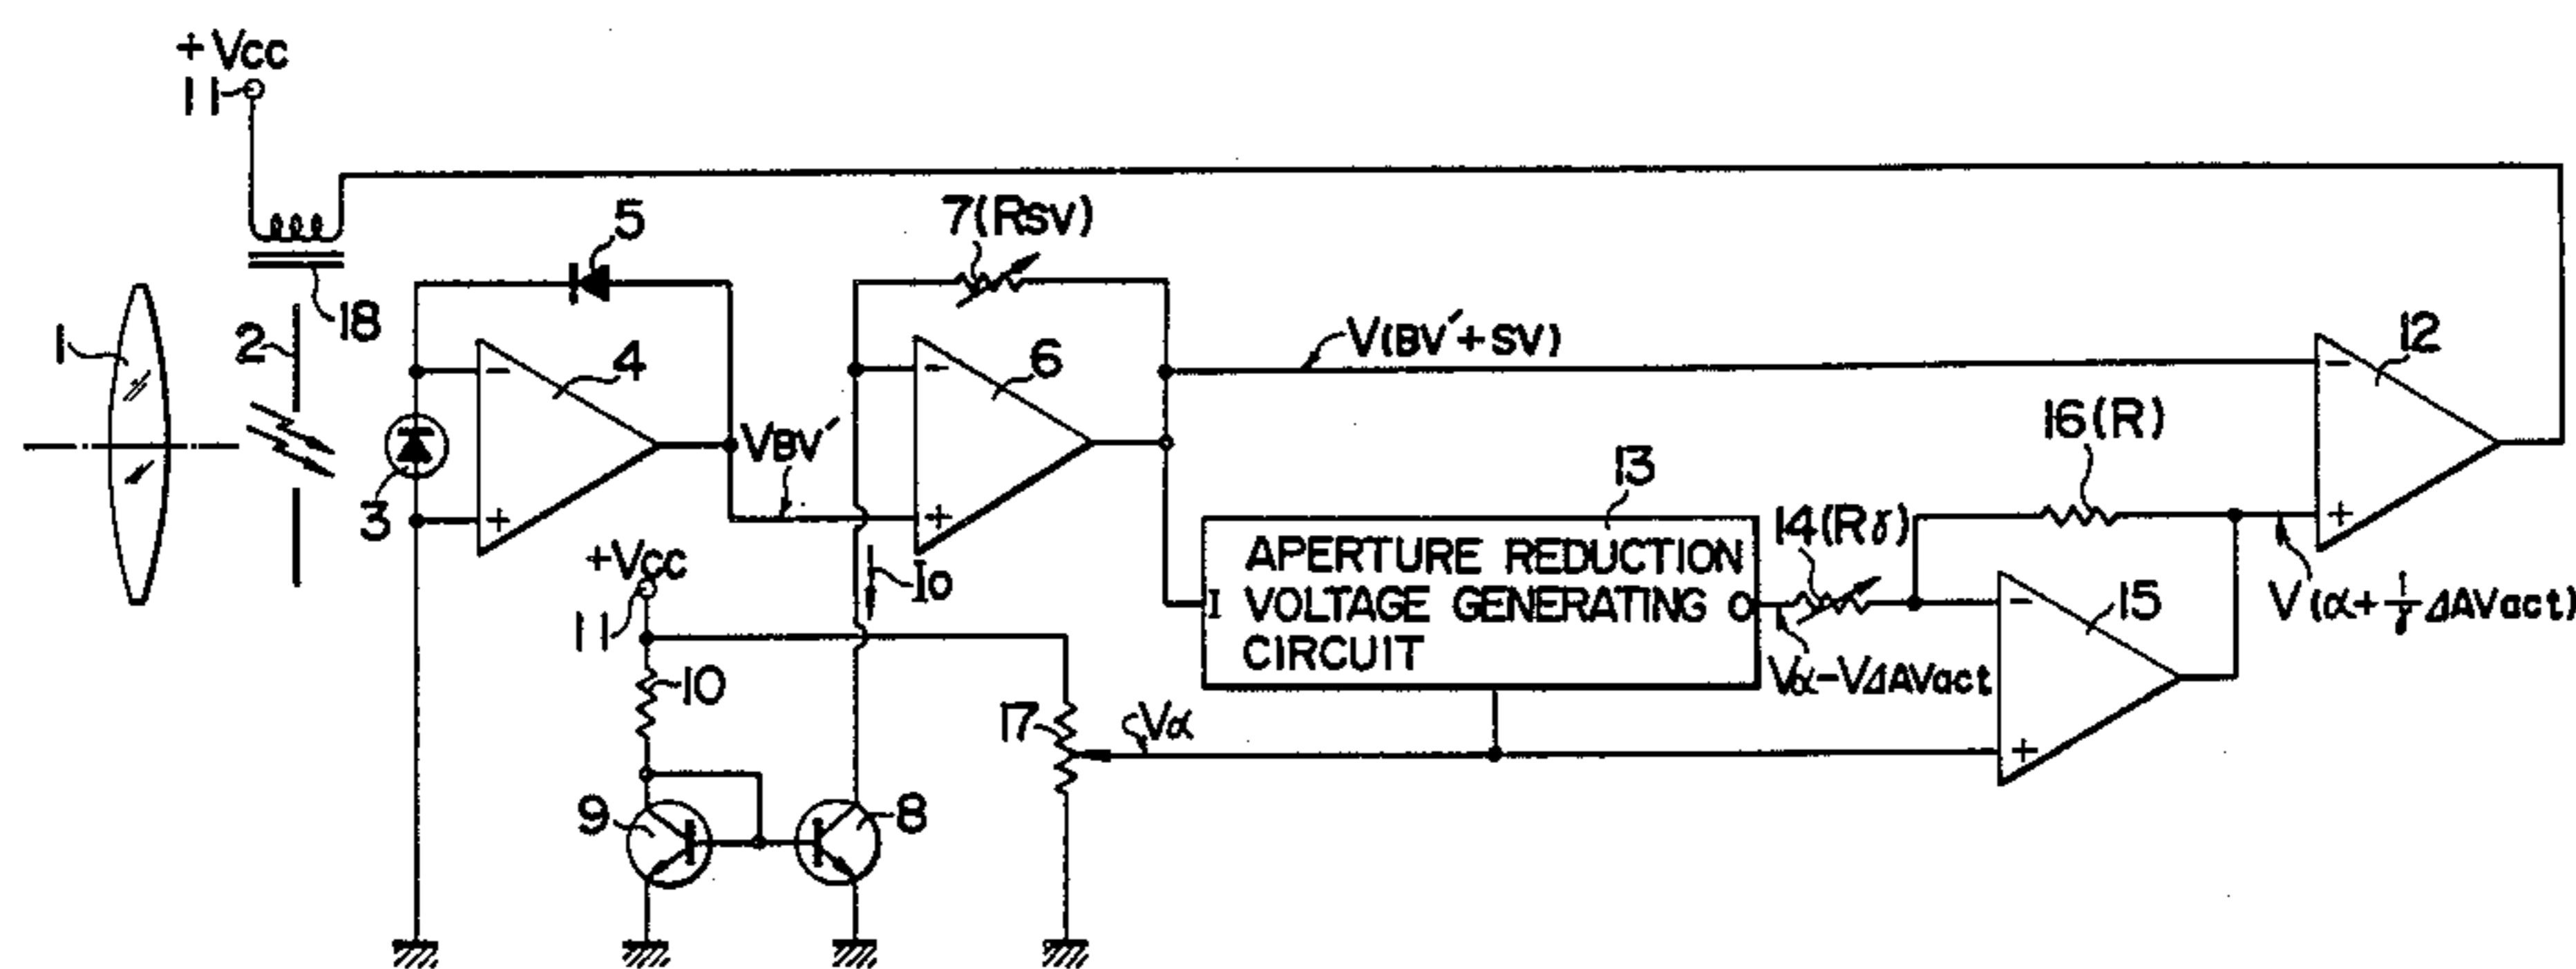 +Vcc
11
5
7(RSV)
1
2
18
4
6
V(BV′+SV)
12
-
-
-
3
+
VBV′
+
16(R)
+
13
14(Rγ)
+Vcc
11
I0
APERTURE REDUCTION
I VOLTAGE GENERATING O
CIRCUIT
-
15
V(α+1/γ ΔAVact)
10
Vα-VΔAVact
17
Vα
+
9
8